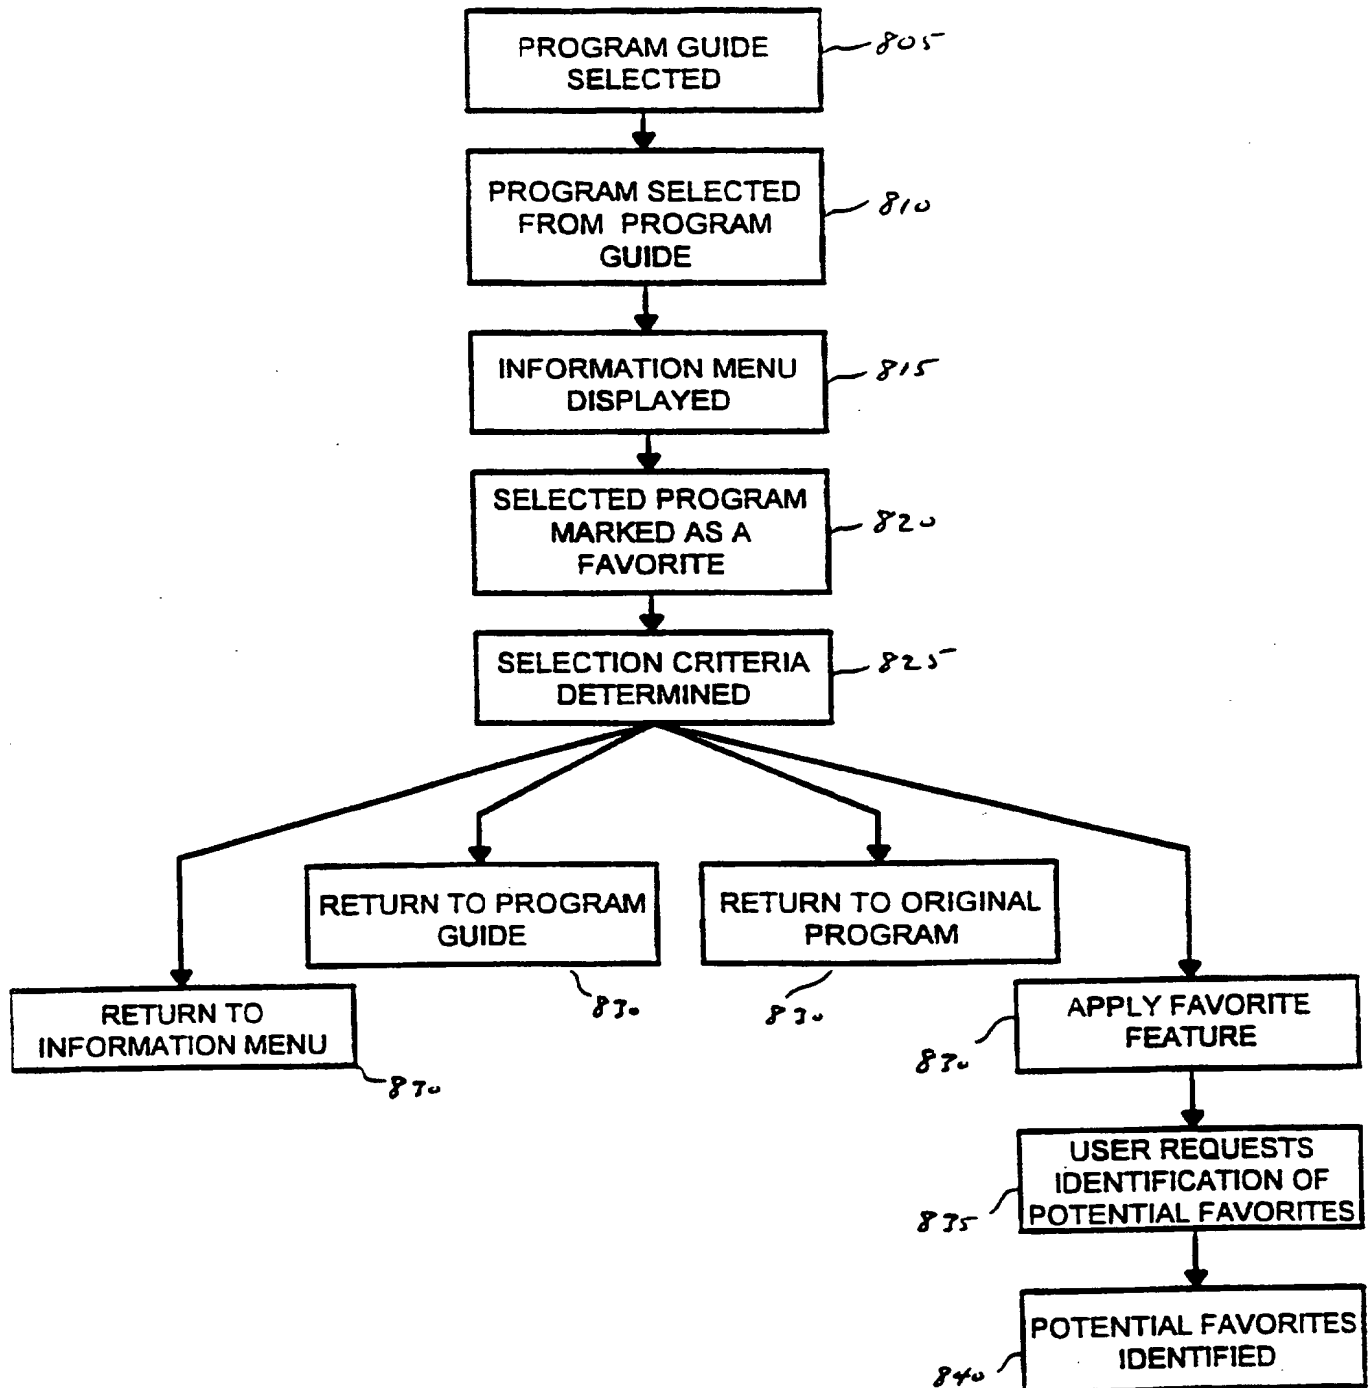 PROGRAM GUIDE
SELECTED
805
PROGRAM SELECTED
FROM PROGRAM
GUIDE
810
INFORMATION MENU
DISPLAYED
815
SELECTED PROGRAM
MARKED AS A
FAVORITE
820
SELECTION CRITERIA
DETERMINED
825
RETURN TO PROGRAM
GUIDE
830
RETURN TO ORIGINAL
PROGRAM
830
RETURN TO
INFORMATION MENU
830
APPLY FAVORITE
FEATURE
830
USER REQUESTS
IDENTIFICATION OF
POTENTIAL FAVORITES
835
POTENTIAL FAVORITES
IDENTIFIED
840